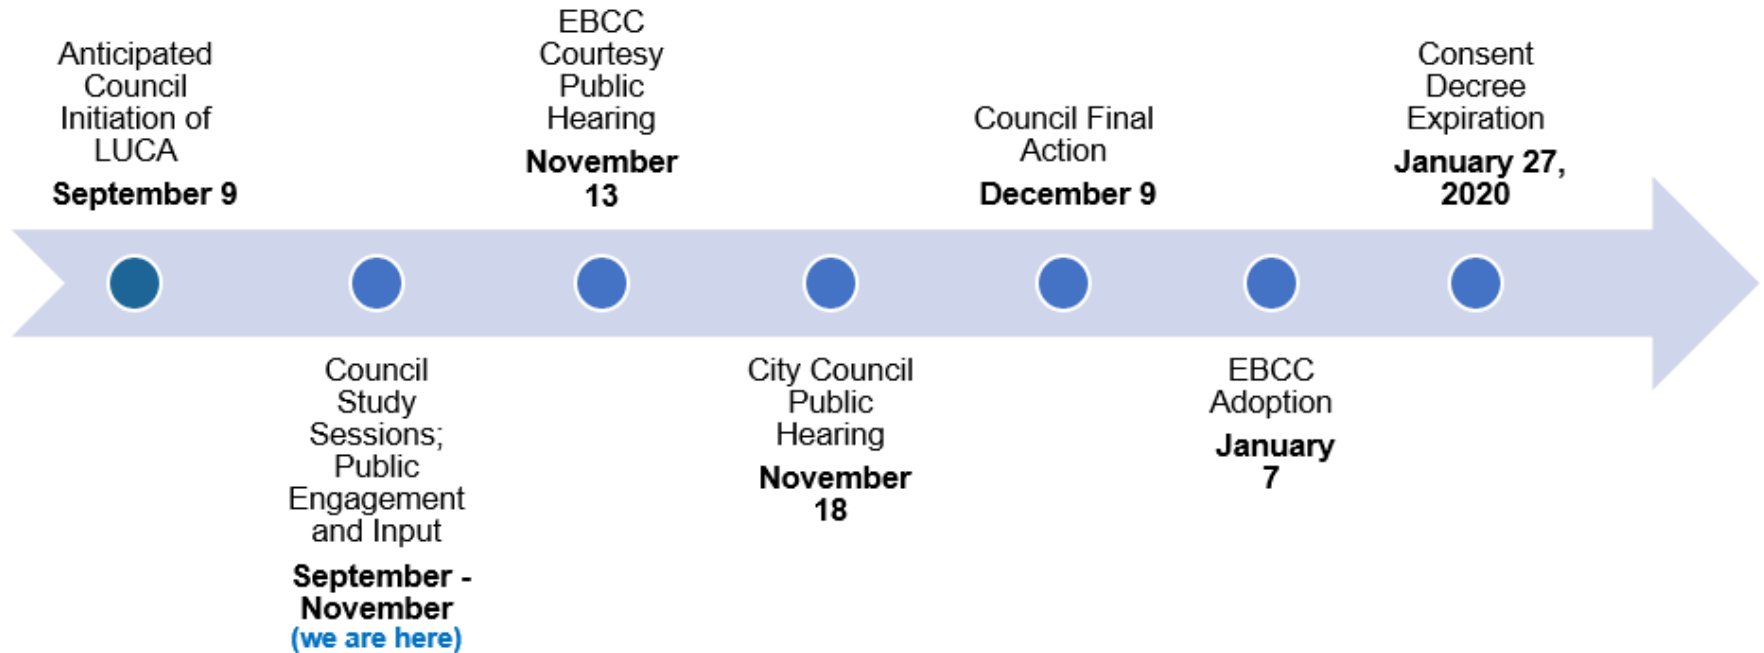 Anticipated
Council
Initiation of
LUCA
September 9
Council
Study
Sessions;
Public
Engagement
and Input
September -
November
(we are here)
EBCC
Courtesy
Public
Hearing
November
13
City Council
Public
Hearing
November
18
Council Final
Action
December 9
EBCC
Adoption
January
7
Consent
Decree
Expiration
January 27,
2020